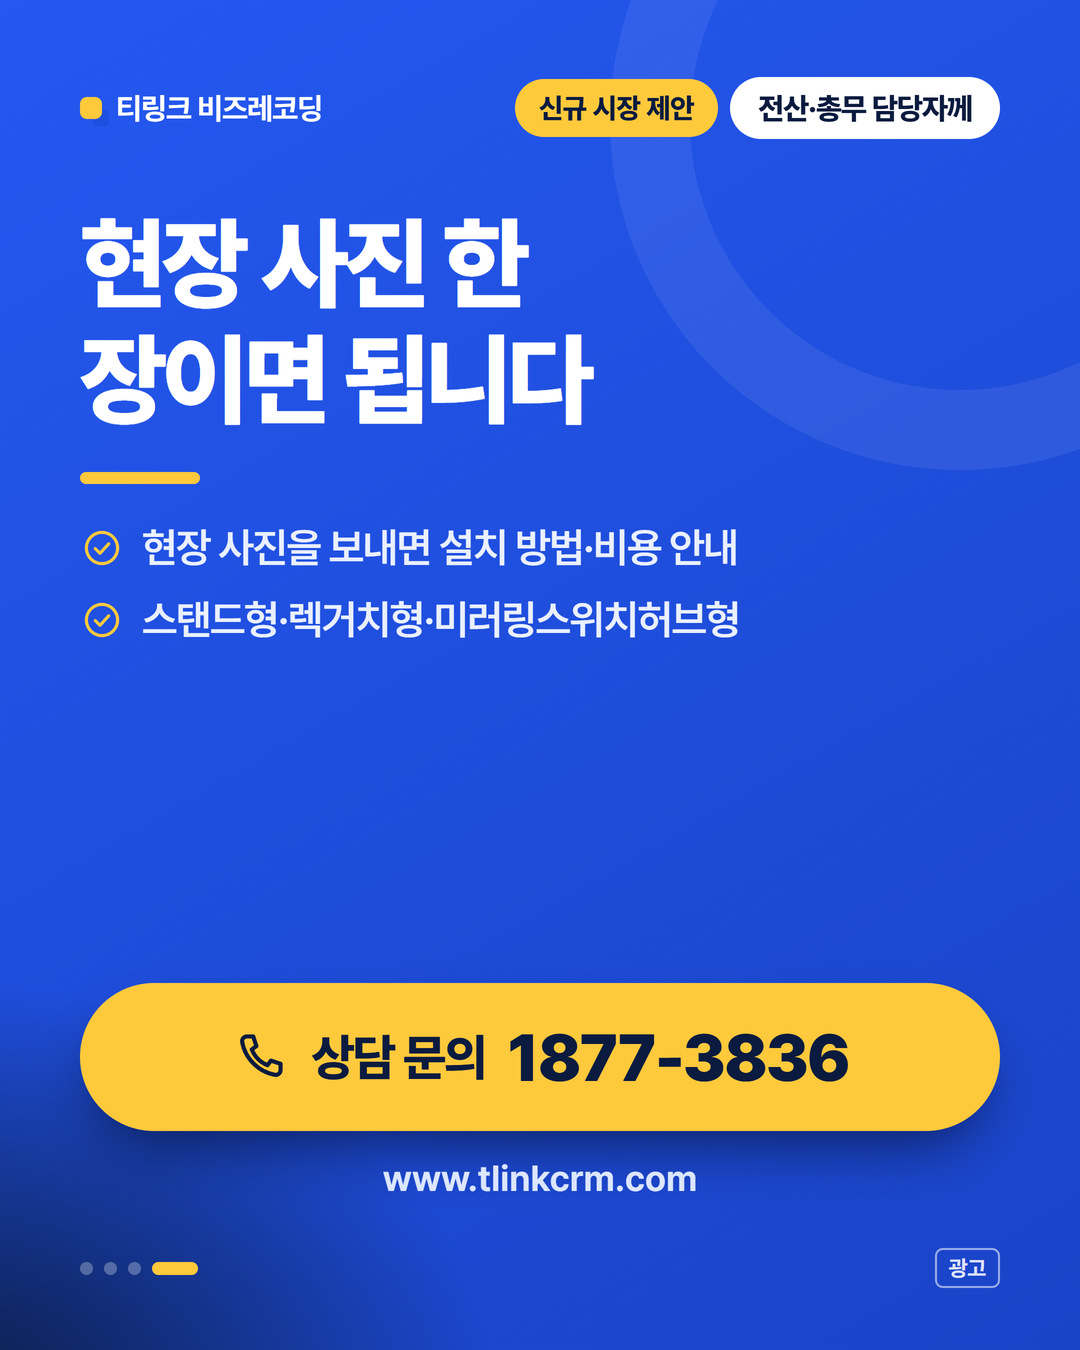 티링크 비즈레코딩
신규 시장 제안
전산·총무 담당자께
현장 사진 한
장이면 됩니다
현장 사진을 보내면 설치 방법·비용 안내
스탠드형·렉거치형·미러링스위치허브형
상담 문의 1877-3836
www.tlinkcrm.com
광고